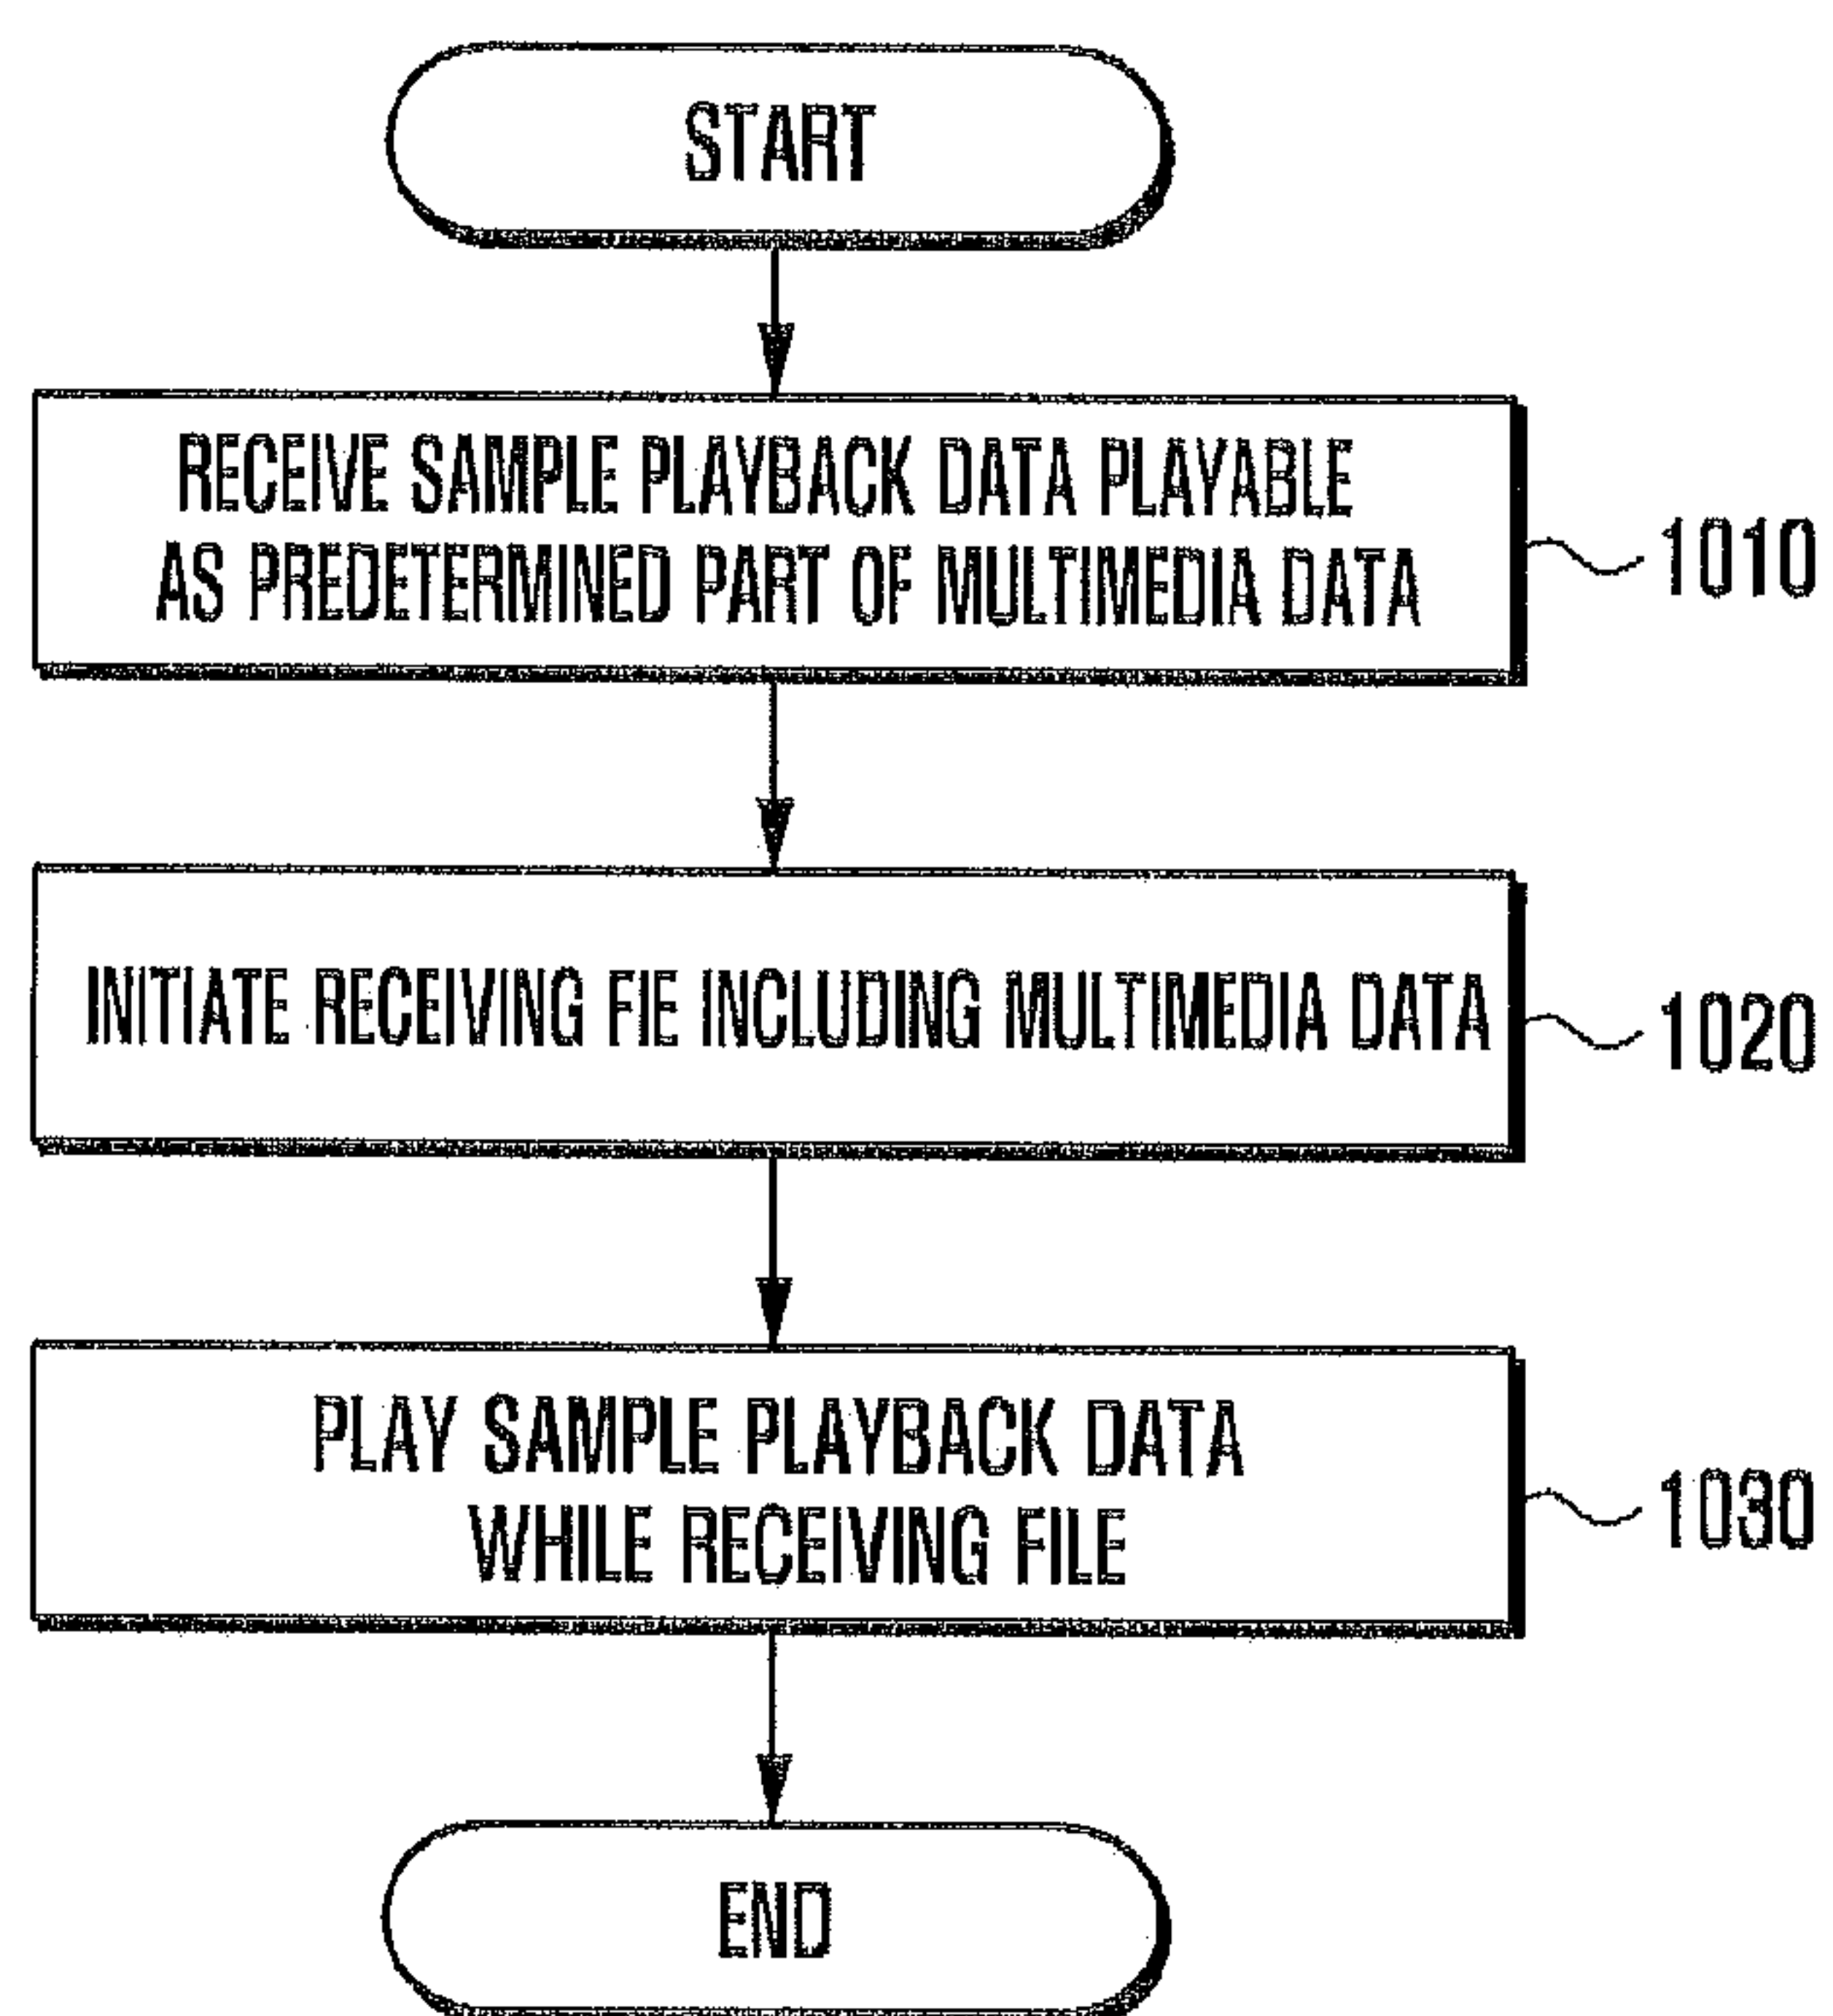 START
RECEIVE SAMPLE PLAYBACK DATA PLAYABLE
AS PREDETERMINED PART OF MULTIMEDIA DATA
1010
INITIATE RECEIVING FIE INCLUDING MULTIMEDIA DATA
1020
PLAY SAMPLE PLAYBACK DATA
WHILE RECEIVING FILE
1030
END